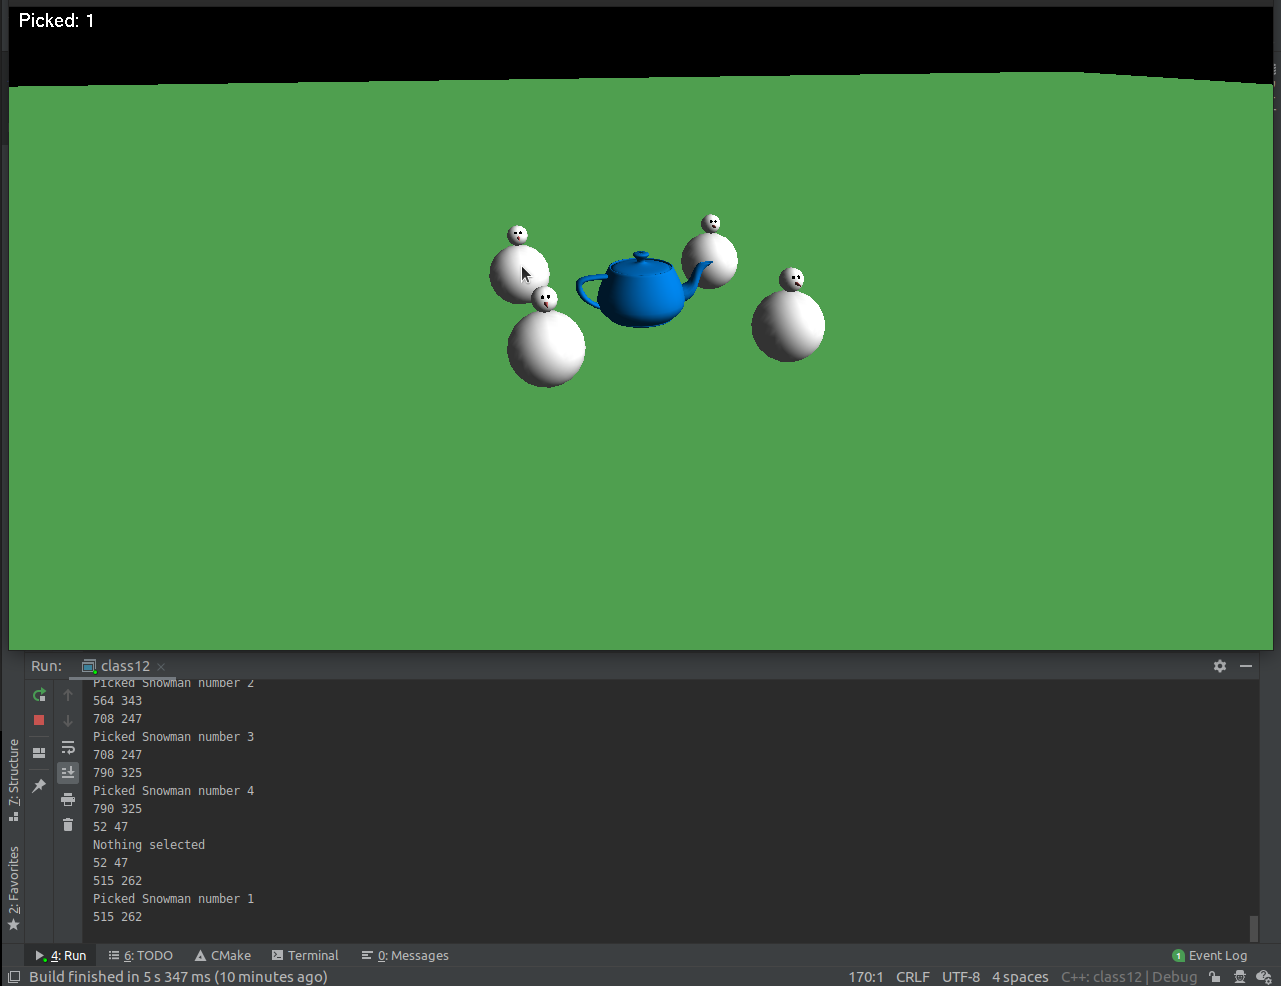 Picked: 1
Run: class12
Picked Snowman number 2
564 343
708 247
Picked Snowman number 3
708 247
790 325
Picked Snowman number 4
790 325
52 47
Nothing selected
52 47
515 262
Picked Snowman number 1
515 262
7: Structure
2: Favorites
4: Run 6: TODO CMake Terminal 0: Messages 1 Event Log
Build finished in 5 s 347 ms (10 minutes ago) 170:1 CRLF UTF-8 4 spaces C++: class12 | Debug